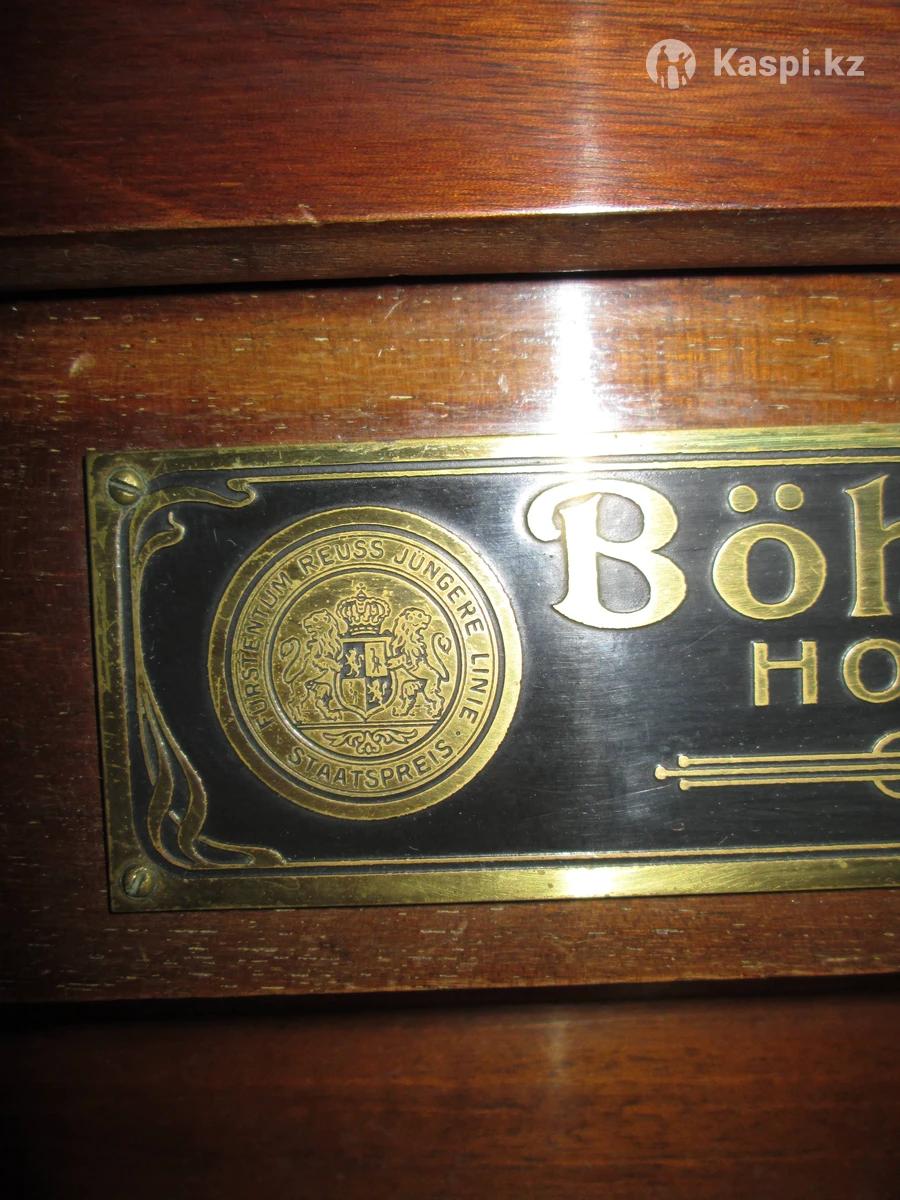 Kaspi.kz
Böh
HO
FÜRSTENTUM REUSS JÜNGERE LINIE
· STAATSPREIS ·